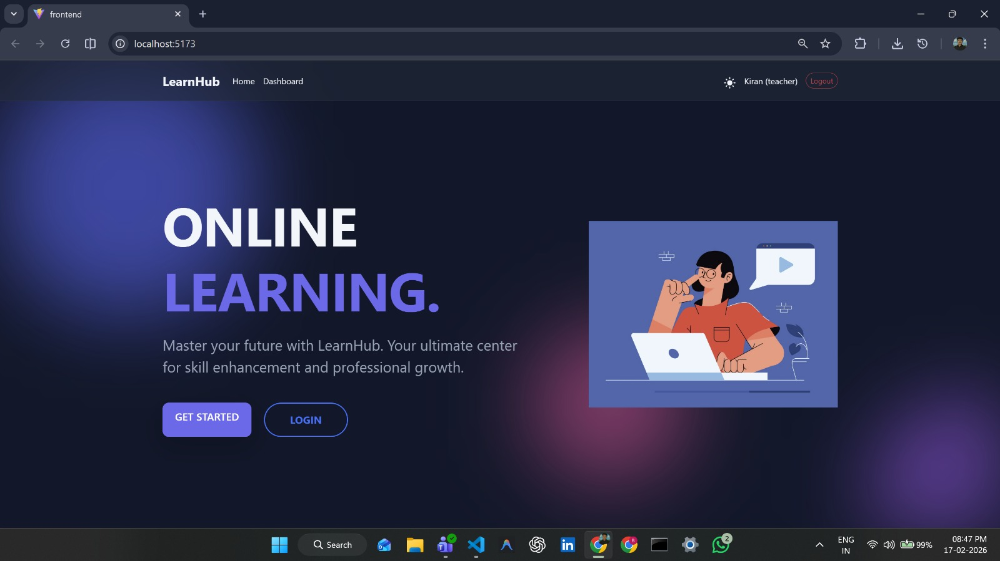 frontend
localhost:5173
LearnHub Home Dashboard Kiran (teacher) Logout
ONLINE
LEARNING.
Master your future with LearnHub. Your ultimate center
for skill enhancement and professional growth.
GET STARTED LOGIN
Search
2
ENG
IN
99%
08:47 PM
17-02-2026